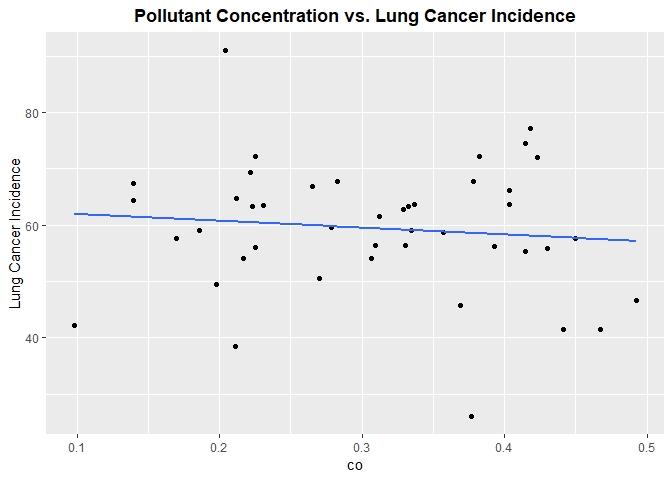 Pollutant Concentration vs. Lung Cancer Incidence
Lung Cancer Incidence
80
60
40
0.1 0.2 0.3 0.4 0.5
co